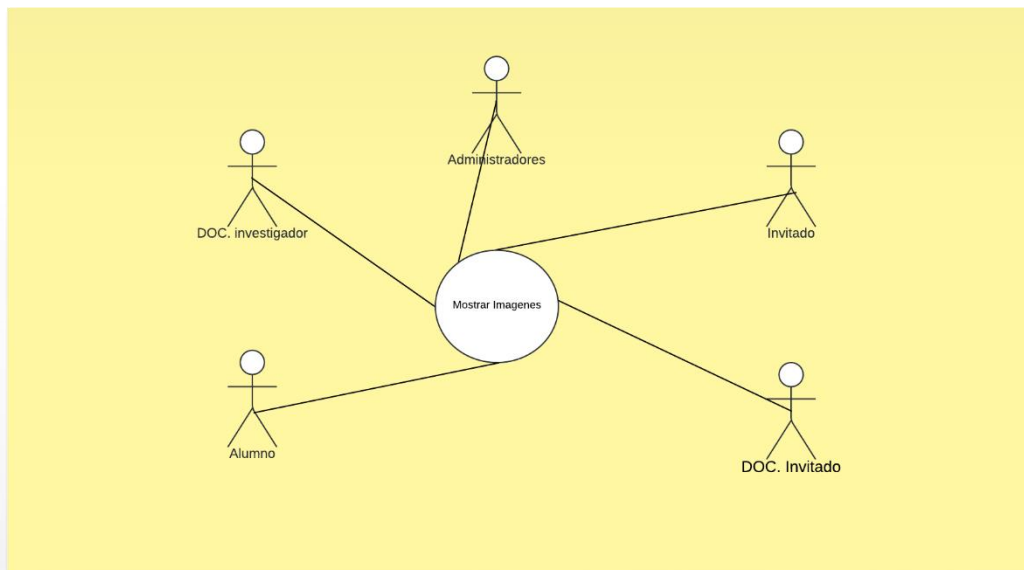 Administradores
DOC. investigador
Invitado
Mostrar Imagenes
Alumno
DOC. Invitado